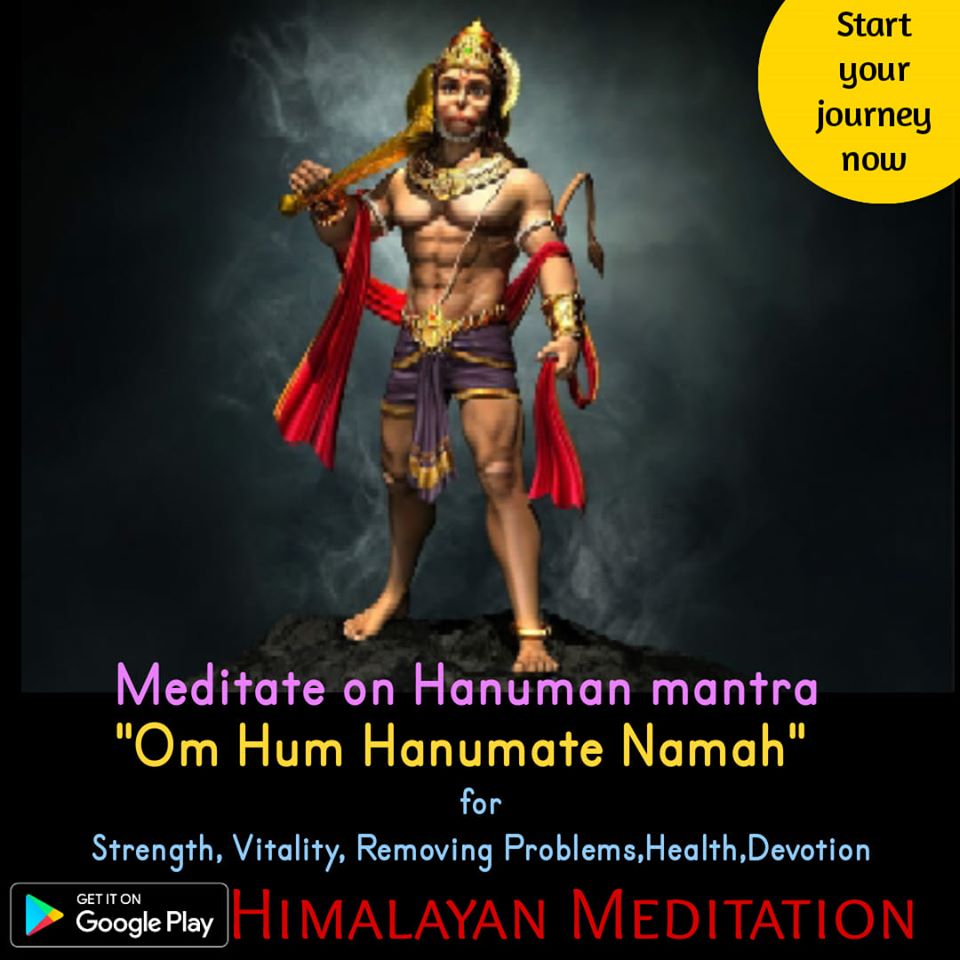 Start
your
journey
now
Meditate on Hanuman mantra
"Om Hum Hanumate Namah"
for
Strength, Vitality, Removing Problems,Health,Devotion
GET IT ON
Google Play
HIMALAYAN MEDITATION